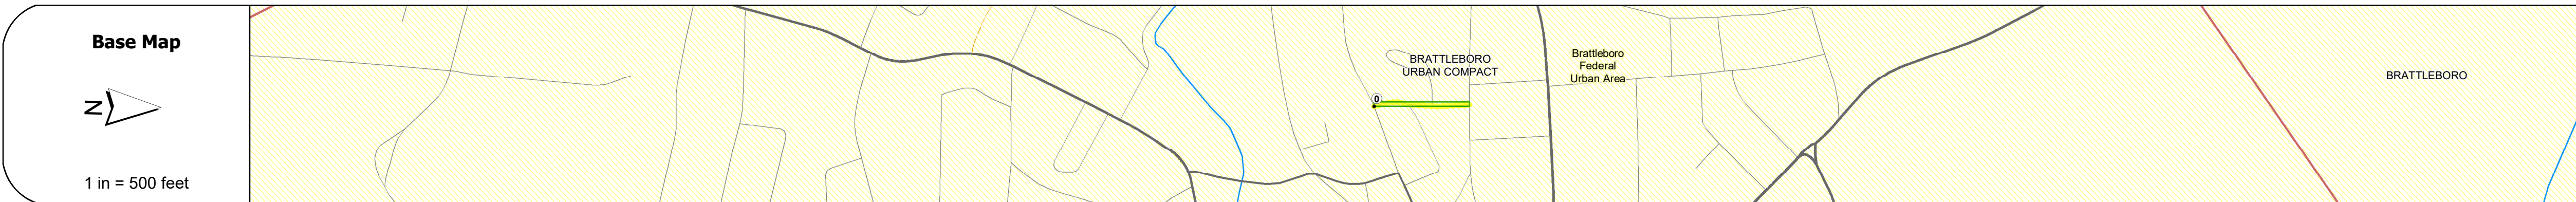 Base Map
N
1 in = 500 feet
0
BRATTLEBORO
URBAN COMPACT
Brattleboro
Federal
Urban Area
BRATTLEBORO